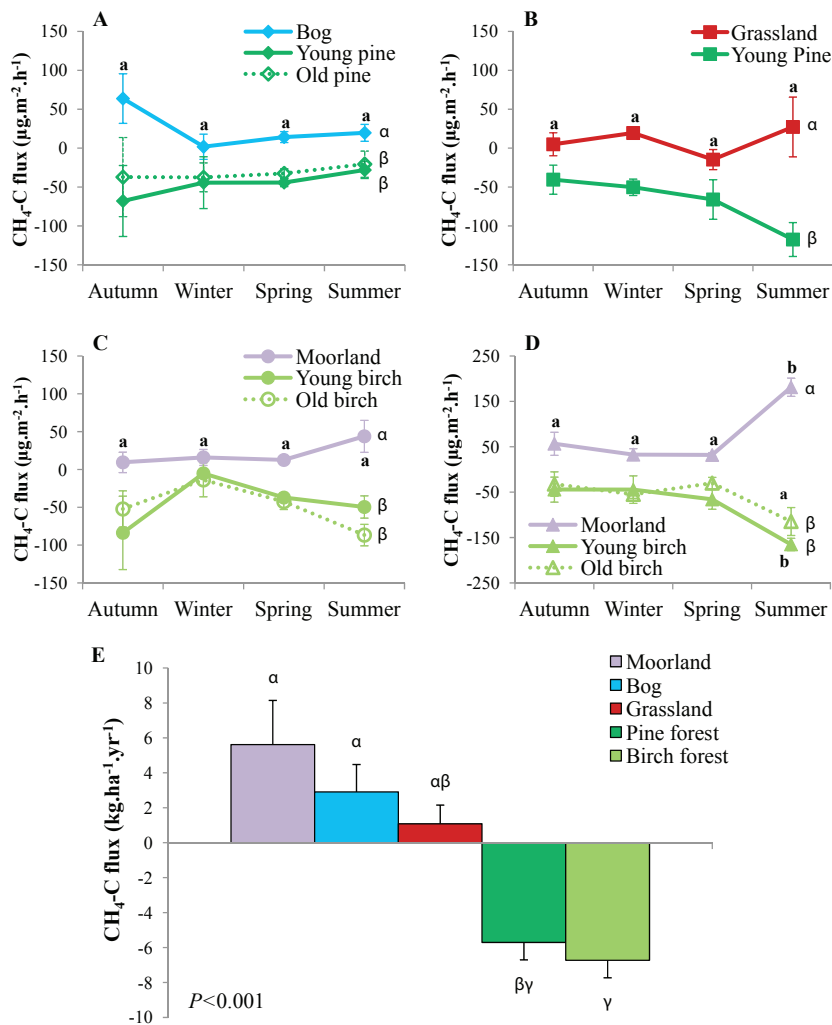 A
Bog
Young pine
Old pine
CH₄-C flux (µg.m⁻².h⁻¹)
150
100
50
0
-50
-100
-150
a
a
a
a
α
β
β
Autumn
Winter
Spring
Summer
B
Grassland
Young Pine
CH₄-C flux (µg.m⁻².h⁻¹)
150
100
50
0
-50
-100
-150
a
a
a
a
α
β
Autumn
Winter
Spring
Summer
C
Moorland
Young birch
Old birch
CH₄-C flux (µg.m⁻².h⁻¹)
150
100
50
0
-50
-100
-150
a
a
a
a
α
β
β
Autumn
Winter
Spring
Summer
D
CH₄-C flux (µg.m⁻².h⁻¹)
250
150
50
-50
-150
-250
a
a
a
b
α
a
β
β
b
Moorland
Young birch
Old birch
Autumn
Winter
Spring
Summer
E
Moorland
Bog
Grassland
Pine forest
Birch forest
CH₄-C flux (kg.ha⁻¹.yr⁻¹)
10
8
6
4
2
0
-2
-4
-6
-8
-10
α
α
αβ
βγ
γ
P<0.001